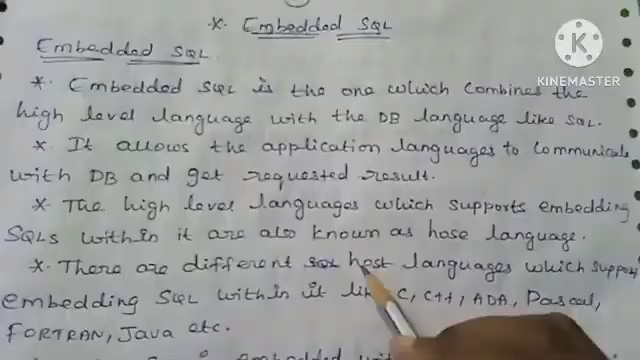 * Embedded SQL
Embedded SQL
K
KINEMASTER
* Embedded SQL is the one which combines the
high level language with the DB language like SQL.
* It allows the application languages to communicate
with DB and get requested result.
* The high level languages which supports embedding
SQLs within it are also known as hose language.
* There are different SQL host languages which support
embedding SQL within it like C, C++, ADA, Pascal,
FORTRAN, Java etc.
embedded